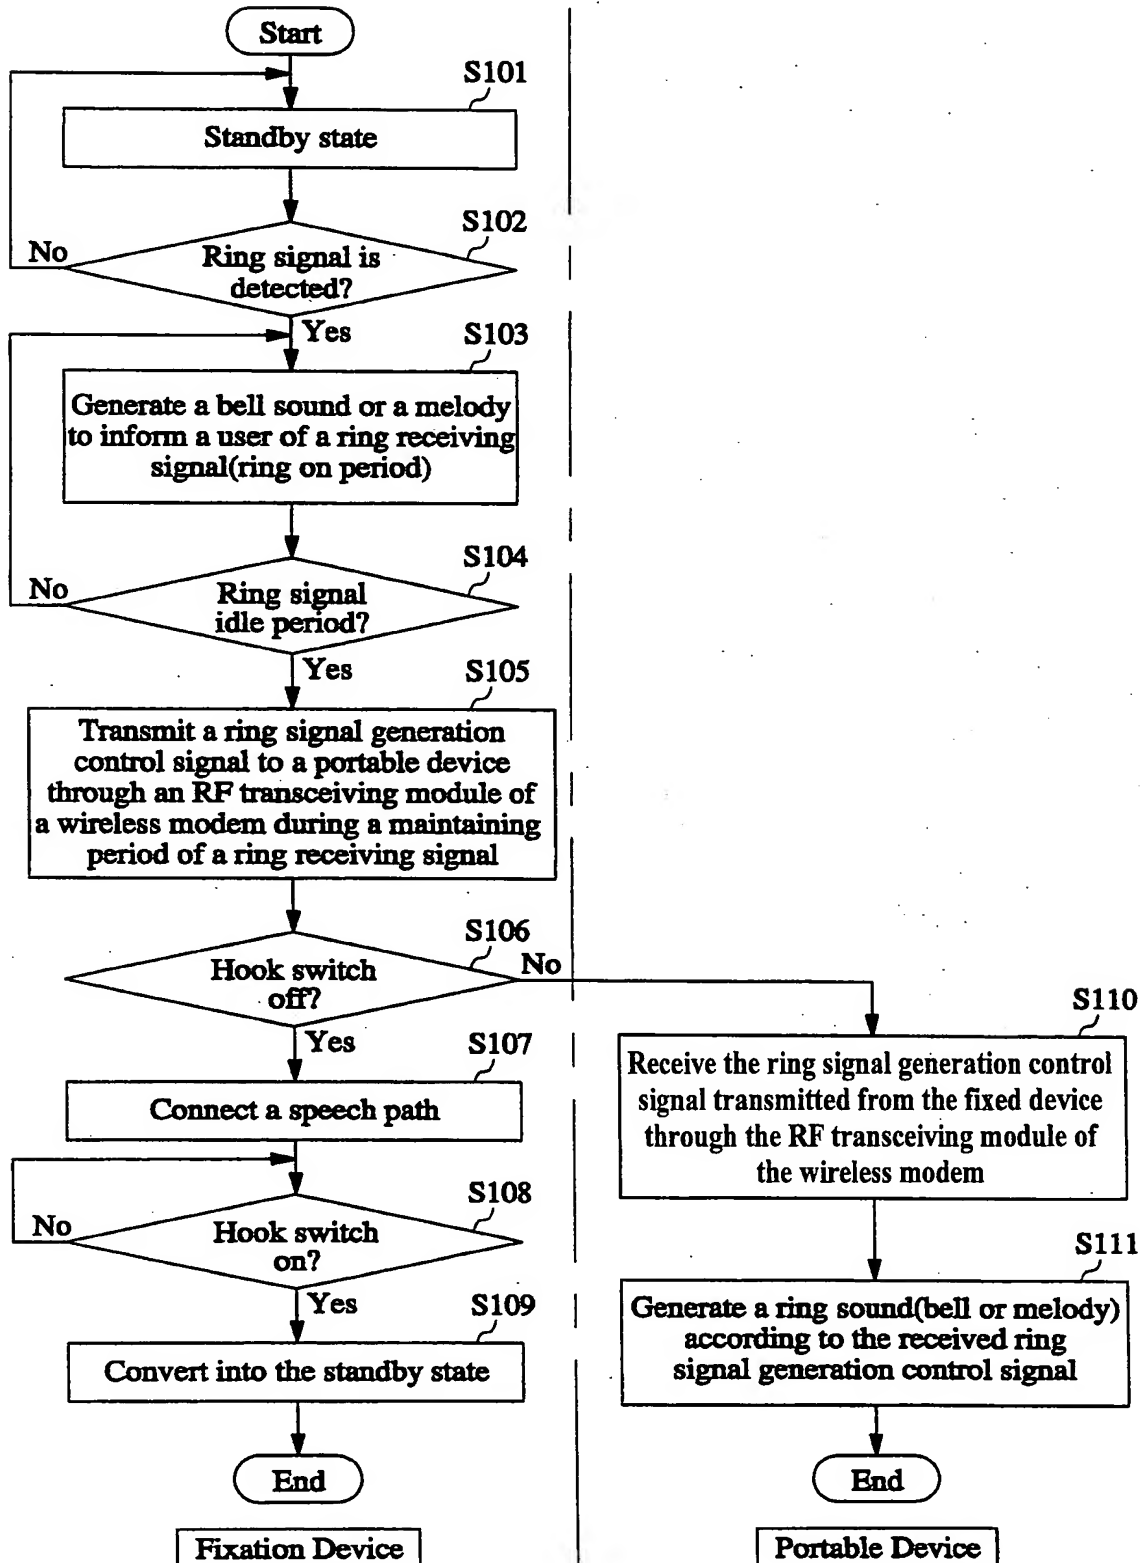 Start
S101
Standby state
S102
No
Ring signal is
detected?
Yes
S103
Generate a bell sound or a melody
to inform a user of a ring receiving
signal(ring on period)
S104
No
Ring signal
idle period?
Yes
S105
Transmit a ring signal generation
control signal to a portable device
through an RF transceiving module of
a wireless modem during a maintaining
period of a ring receiving signal
S106
No
Hook switch
off?
Yes
S107
Connect a speech path
S108
No
Hook switch
on?
Yes
S109
Convert into the standby state
End
Fixation Device
S110
Receive the ring signal generation control
signal transmitted from the fixed device
through the RF transceiving module of
the wireless modem
S111
Generate a ring sound(bell or melody)
according to the received ring
signal generation control signal
End
Portable Device